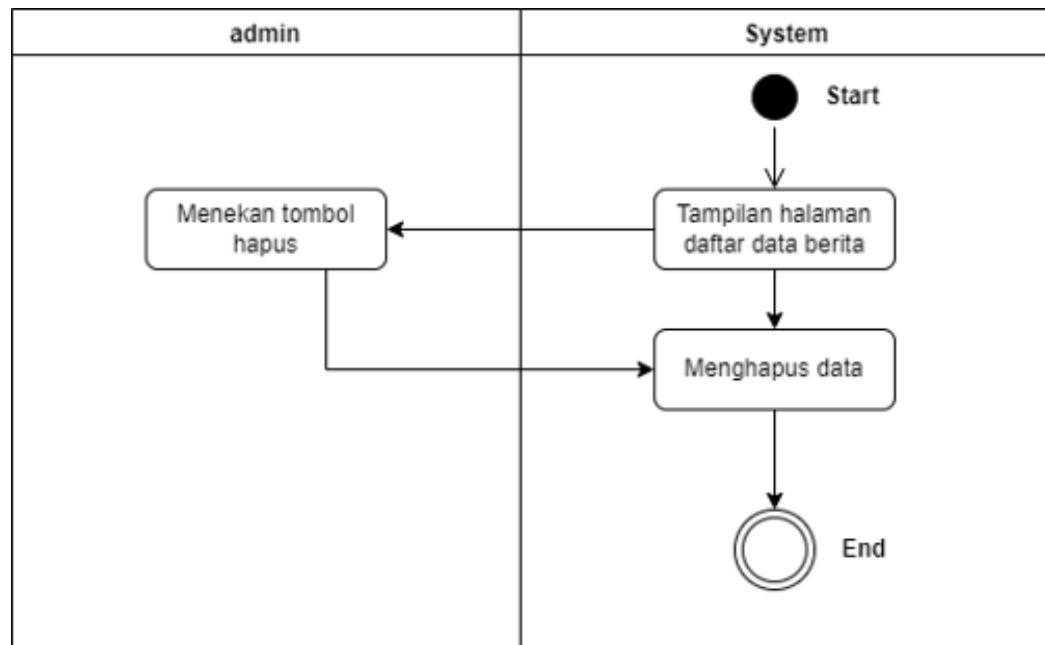 admin
System
Start
Menekan tombol
hapus
Tampilan halaman
daftar data berita
Menghapus data
End